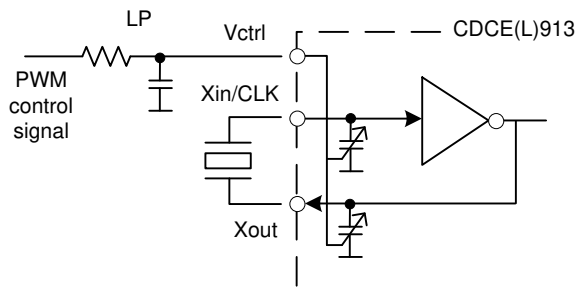 LP
Vctrl
CDCE(L)913
PWM
control
signal
Xin/CLK
Xout